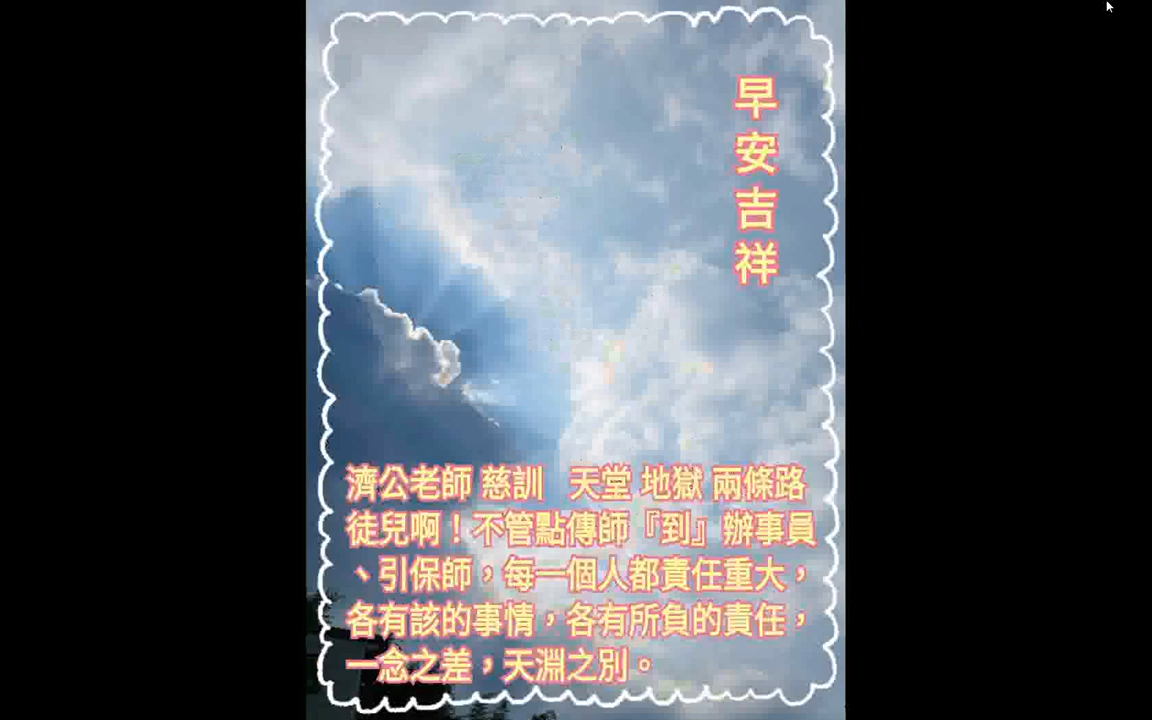 早安吉祥
濟公老師 慈訓 天堂 地獄 兩條路
徒兒啊！不管點傳師『到』辦事員
、引保師，每一個人都責任重大，
各有該的事情，各有所負的責任，
一念之差，天淵之別。